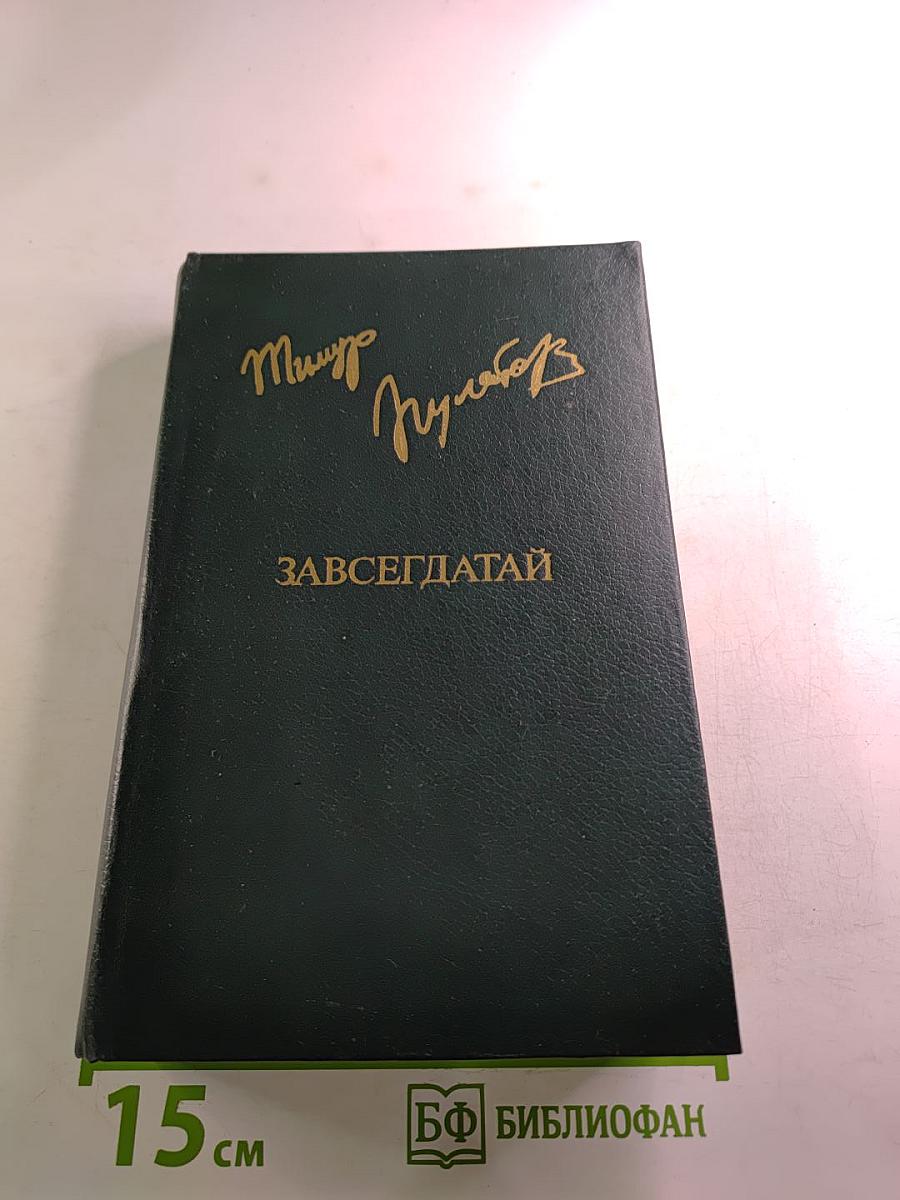 Тимур
Пулатов
ЗАВСЕГДАТАЙ
15 см
БФ БИБЛИОФАН